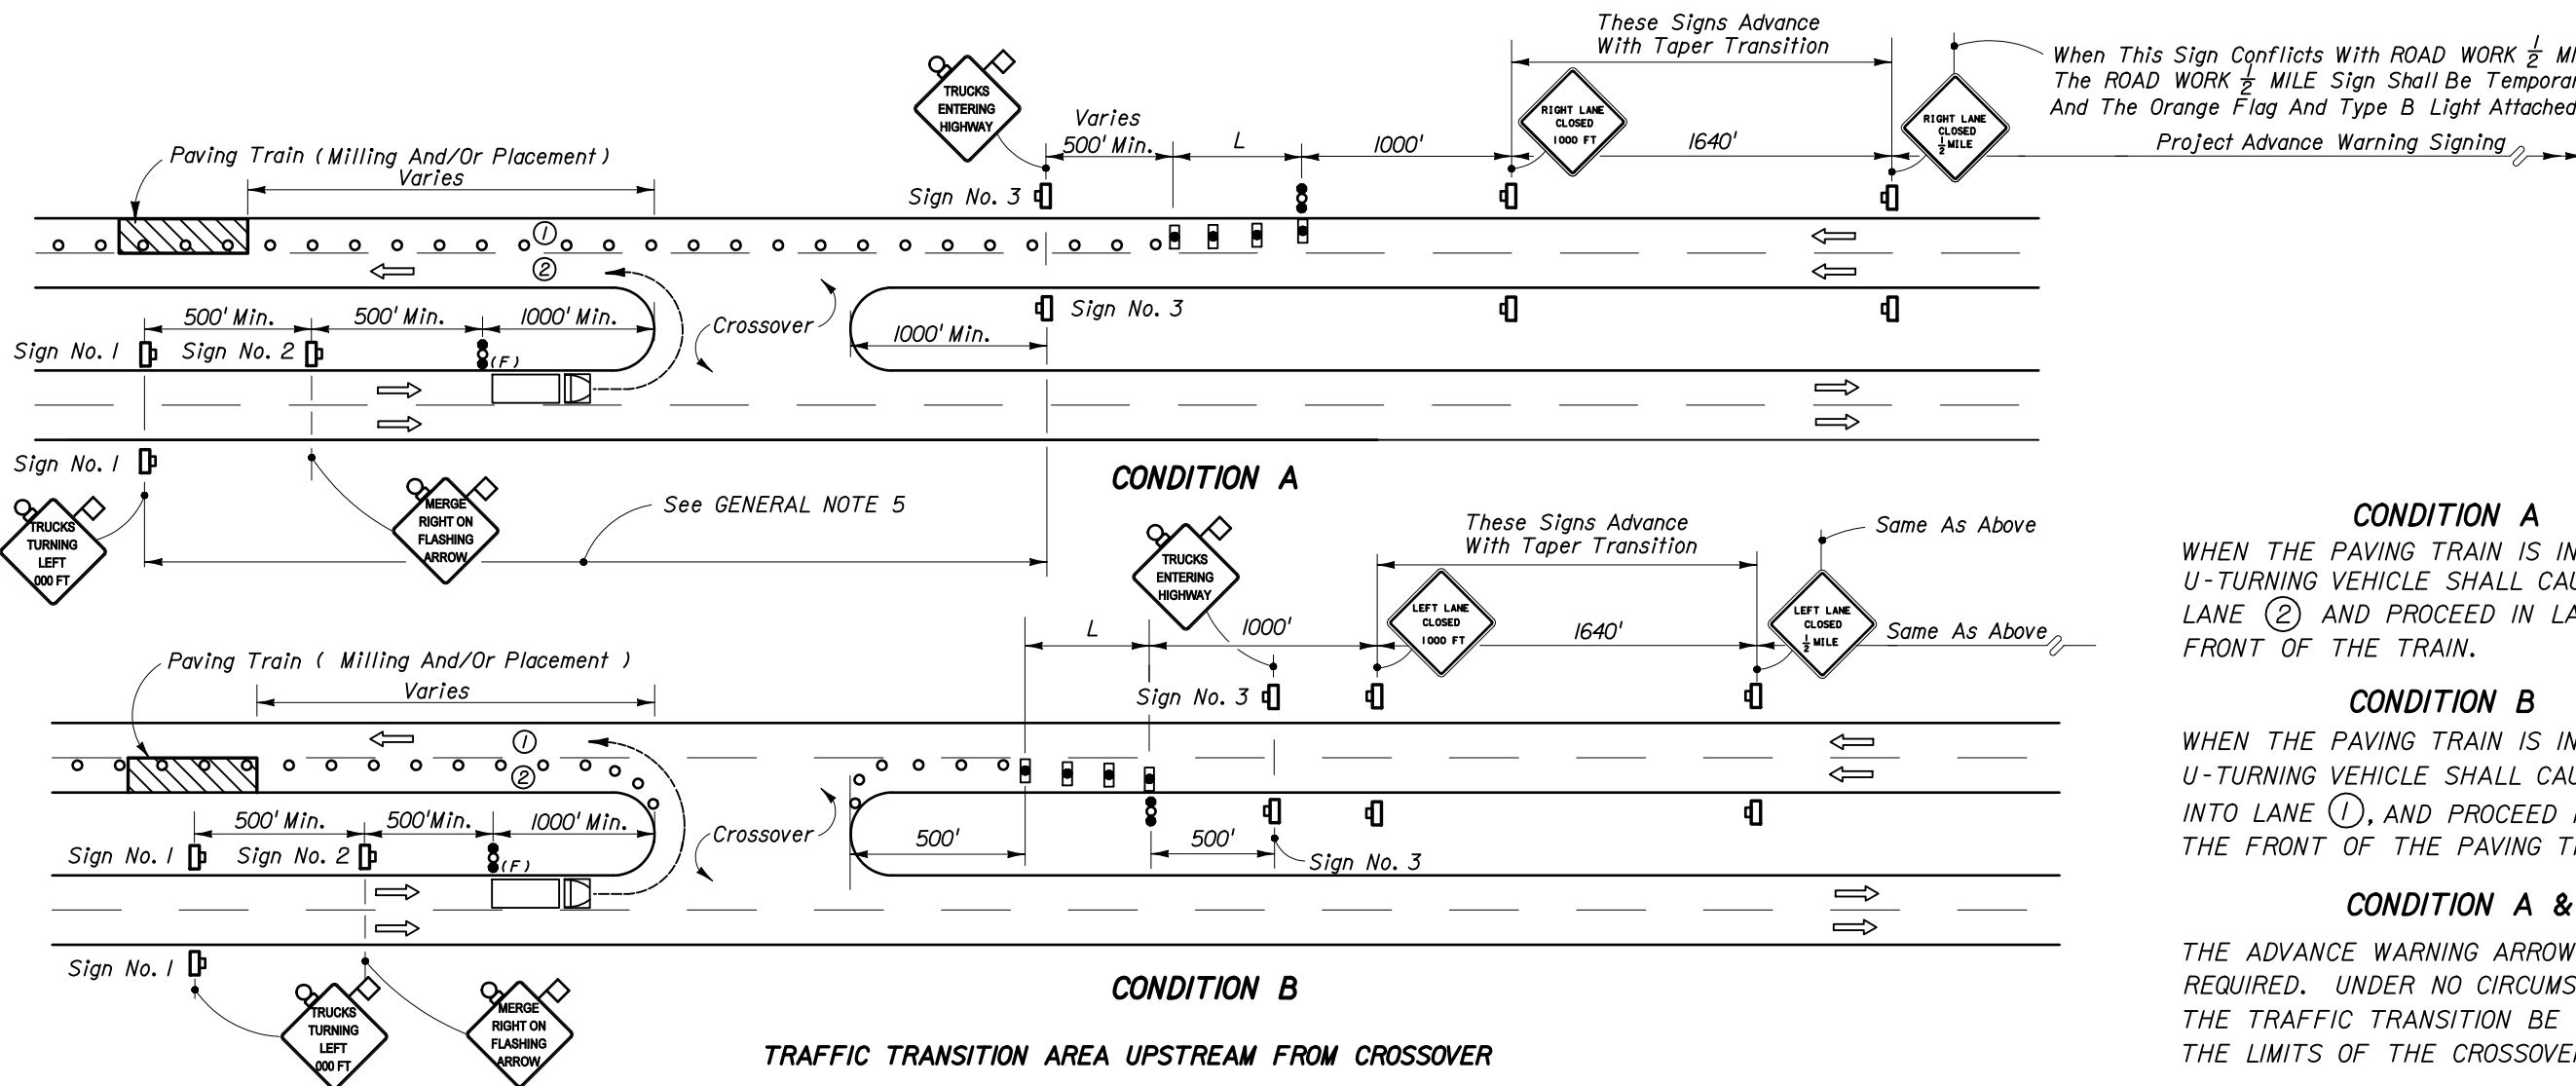 These Signs Advance
With Taper Transition
When This Sign Conflicts With ROAD WORK 1/2
The ROAD WORK 1/2 MILE Sign Shall Be
And The Orange Flag And Type B Light Attached
Project Advance Warning Signing
TRUCKS
ENTERING
HIGHWAY
Varies
500' Min.
L
1000'
RIGHT LANE
CLOSED
1000 FT
1640'
RIGHT LANE
CLOSED
1/2 MILE
Paving Train ( Milling And/Or Placement )
Varies
Sign No. 3
1
2
500' Min.
500' Min.
1000' Min.
Crossover
1000' Min.
Sign No. 3
Sign No. 1
Sign No. 2
(F)
Sign No. 1
CONDITION A
TRUCKS
TURNING
LEFT
000 FT
MERGE
RIGHT ON
FLASHING
ARROW
See GENERAL NOTE 5
TRUCKS
ENTERING
HIGHWAY
These Signs Advance
With Taper Transition
Same As Above
L
1000'
LEFT LANE
CLOSED
1000 FT
1640'
LEFT LANE
CLOSED
1/2 MILE
Same As Above
Paving Train ( Milling And/Or Placement )
Varies
Sign No. 3
1
2
500' Min.
500' Min.
1000' Min.
Crossover
500'
500'
Sign No. 3
Sign No. 1
Sign No. 2
(F)
Sign No. 1
TRUCKS
TURNING
LEFT
000 FT
MERGE
RIGHT ON
FLASHING
ARROW
CONDITION B
TRAFFIC TRANSITION AREA UPSTREAM FROM CROSSOVER
CONDITION A
WHEN THE PAVING TRAIN IS IN
U-TURNING VEHICLE SHALL
LANE 2 AND PROCEED IN
FRONT OF THE TRAIN.
CONDITION B
WHEN THE PAVING TRAIN IS IN
U-TURNING VEHICLE SHALL
INTO LANE 1, AND PROCEED
THE FRONT OF THE PAVING
CONDITION A &
THE ADVANCE WARNING ARROW
REQUIRED. UNDER NO
THE TRAFFIC TRANSITION BE
THE LIMITS OF THE CROSSOVER